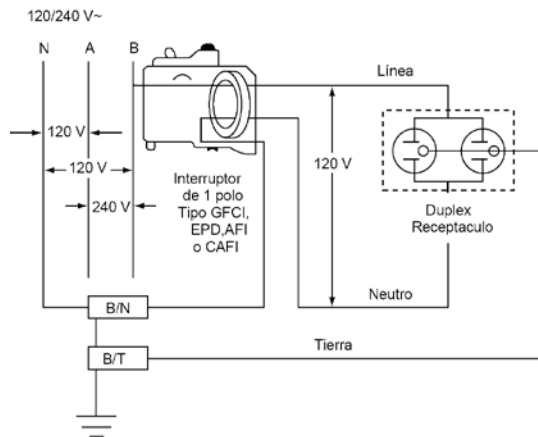 120/240 V~
N A B
Linea
120 V
120 V
240 V
120 V
Interruptor
de 1 polo
Tipo GFCI,
EPD,AFI
o CAFI
Duplex
Receptaculo
Neutro
B/N
Tierra
B/T